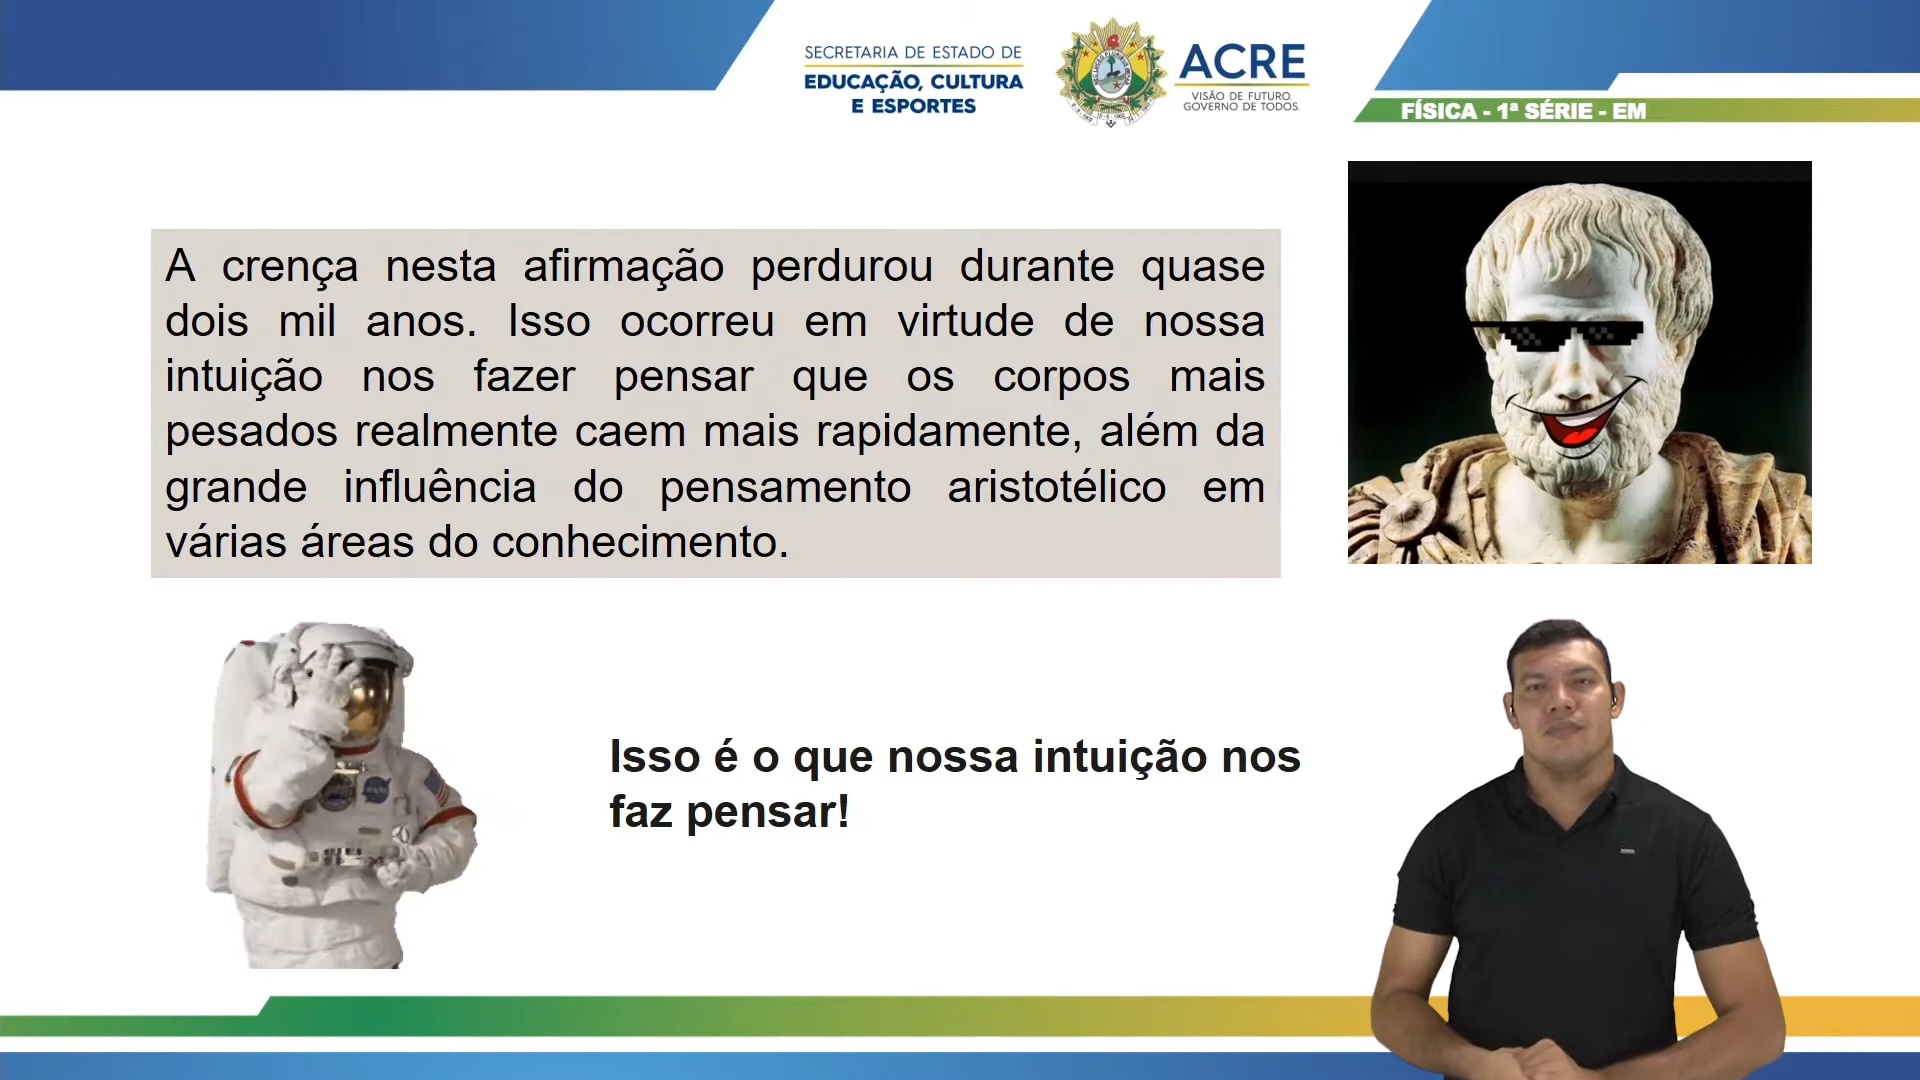 SECRETARIA DE ESTADO DE
EDUCAÇÃO, CULTURA
E ESPORTES
ACRE
VISÃO DE FUTURO.
GOVERNO DE TODOS.
FÍSICA - 1ª SÉRIE - EM
A crença nesta afirmação perdurou durante quase
dois mil anos. Isso ocorreu em virtude de nossa
intuição nos fazer pensar que os corpos mais
pesados realmente caem mais rapidamente, além da
grande influência do pensamento aristotélico em
várias áreas do conhecimento.
Isso é o que nossa intuição nos
faz pensar!